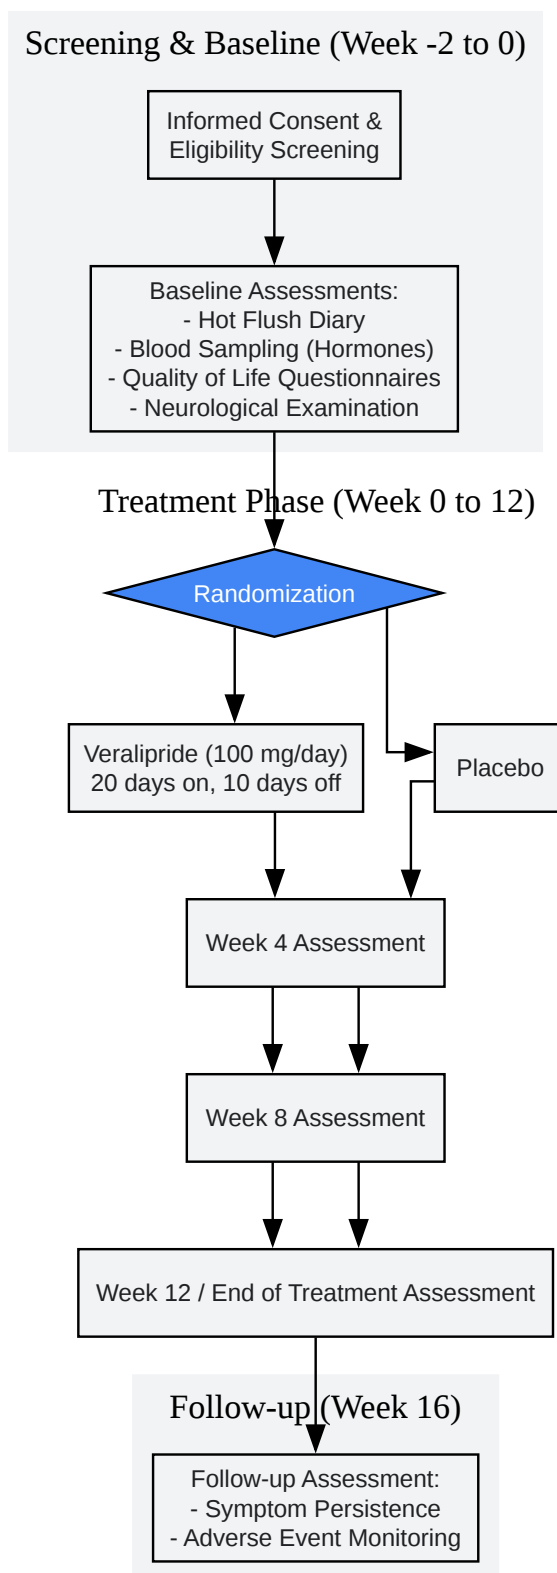 Screening & Baseline (Week -2 to 0)
Informed Consent &
Eligibility Screening
Baseline Assessments:
- Hot Flush Diary
- Blood Sampling (Hormones)
- Quality of Life Questionnaires
- Neurological Examination
Treatment Phase (Week 0 to 12)
Randomization
Veralipride (100 mg/day)
20 days on, 10 days off
Placebo
Week 4 Assessment
Week 8 Assessment
Week 12 / End of Treatment Assessment
Follow-up (Week 16)
Follow-up Assessment:
- Symptom Persistence
- Adverse Event Monitoring